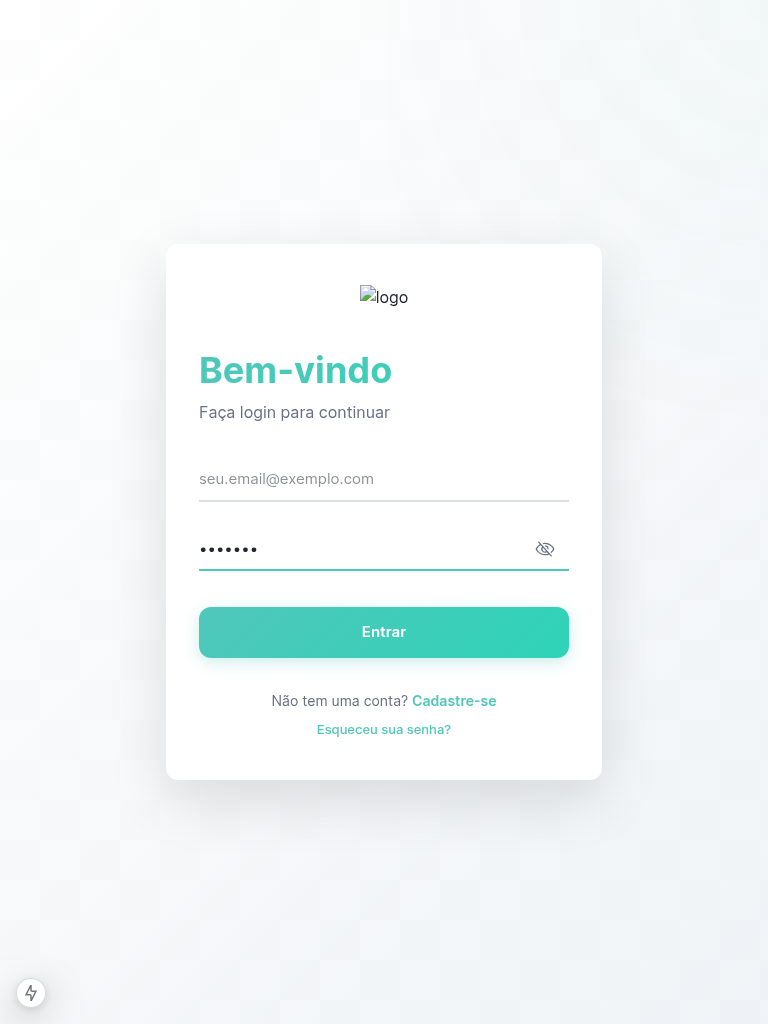 logo
Bem-vindo
Faça login para continuar
seu.email@exemplo.com
•••••••
Entrar
Não tem uma conta? Cadastre-se
Esqueceu sua senha?